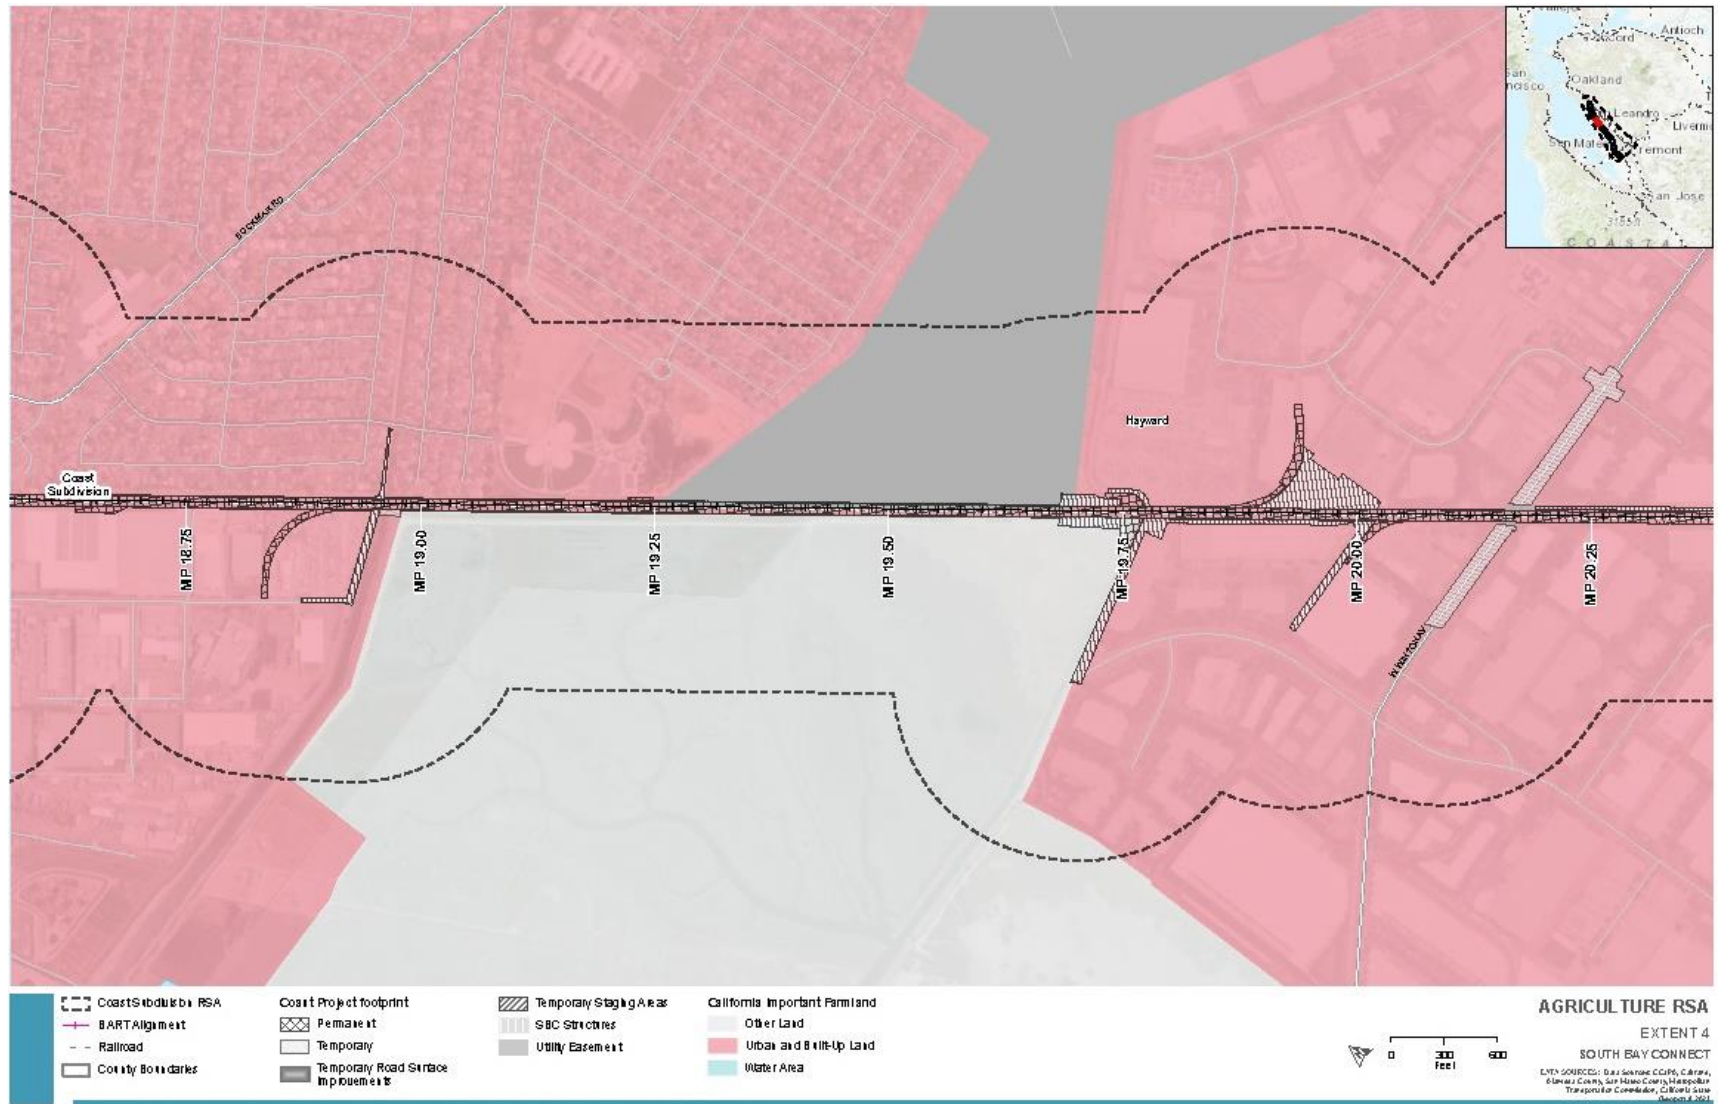 Antioch
Oakland
Leandro
San Jose
BOCKMAN RD
Hayward
Coast
Subdivision
MP 18.75
MP 19.00
MP 19.25
MP 19.50
MP 19.75
MP 20.00
MP 20.25
Coast Subdivision RSA
BART Alignment
Railroad
County Boundaries
Coast Project footprint
Permanent
Temporary
Temporary Road Surface
Improvements
Temporary Staging Areas
SBC Structures
Utility Easement
California Important Farmland
Other Land
Urban and Built-Up Land
Water Area
0 300 600
Feet
AGRICULTURE RSA
EXTENT 4
SOUTH BAY CONNECT